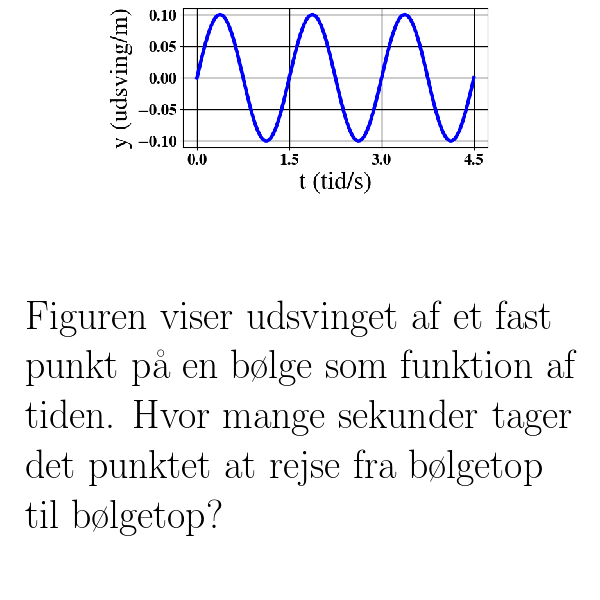 0.10
0.05
0.00
−0.05
−0.10
y (udsving/m)
0.0 1.5 3.0 4.5
t (tid/s)
Figuren viser udsvinget af et fast
punkt på en bølge som funktion af
tiden. Hvor mange sekunder tager
det punktet at rejse fra bølgetop
til bølgetop?